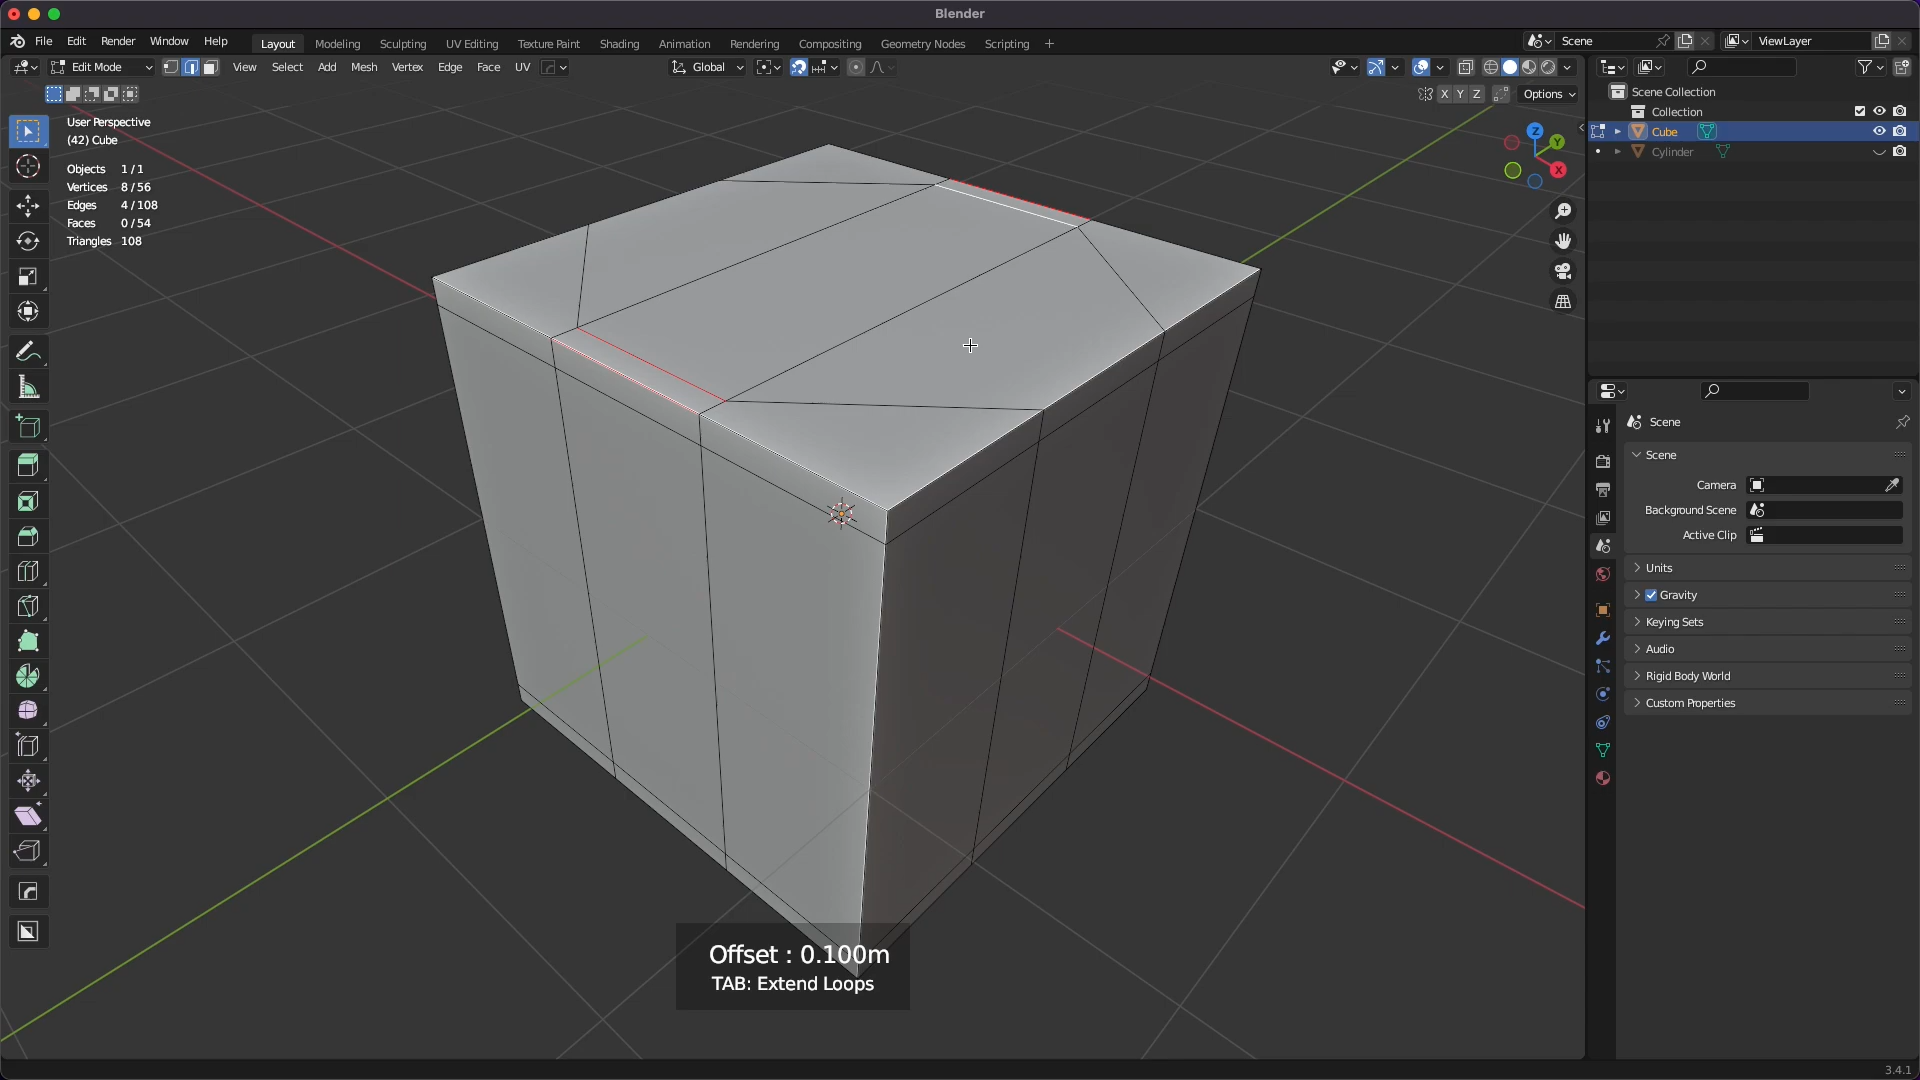 Blender
File Edit Render Window Help
Layout Modeling Sculpting UV Editing Texture Paint Shading Animation Rendering Compositing Geometry Nodes Scripting +
Scene ViewLayer
Edit Mode View Select Add Mesh Vertex Edge Face UV Global
X Y Z Options
User Perspective
(42) Cube
Objects 1/1
Vertices 8/56
Edges 4/108
Faces 0/54
Triangles 108
Z
Y
X
Scene Collection
Collection
Cube
Cylinder
Scene
Scene
Camera
Background Scene
Active Clip
Units
Gravity
Keying Sets
Audio
Rigid Body World
Custom Properties
Offset : 0.100m
TAB: Extend Loops
3.4.1